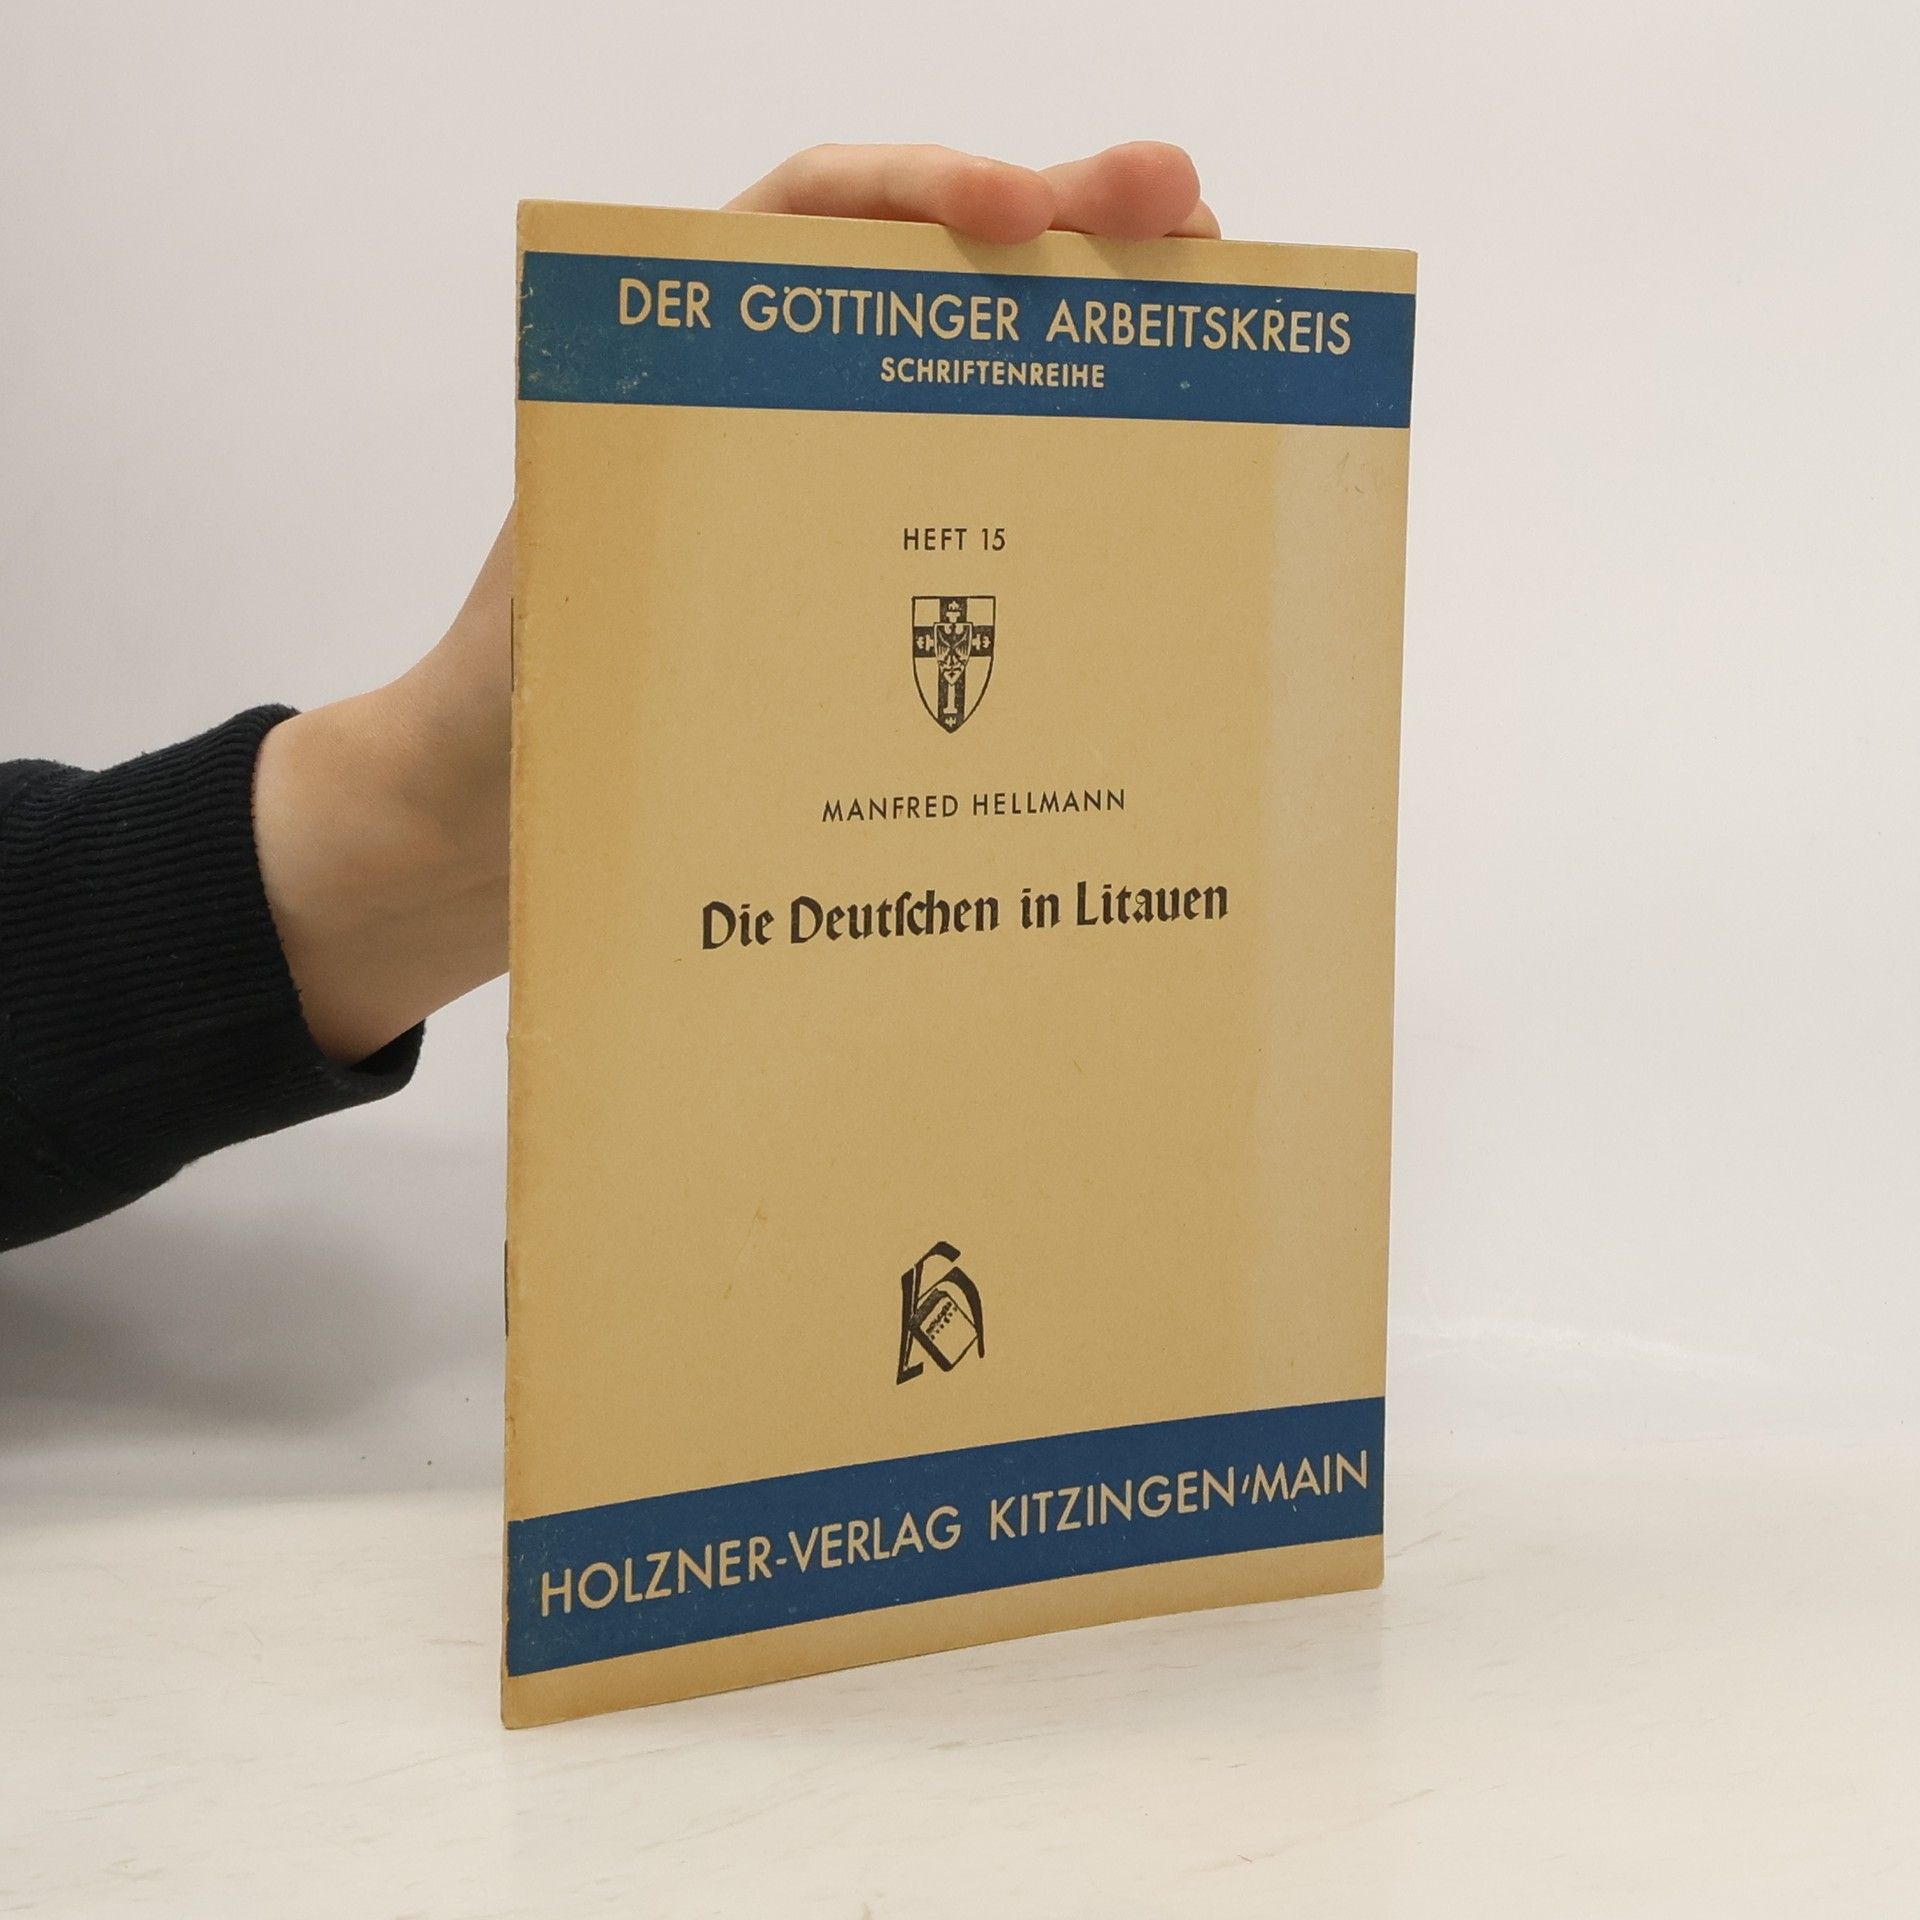 DER GÖTTINGER ARBEITSKREIS
SCHRIFTENREIHE
HEFT 15
MANFRED HELLMANN
Die Deutſchen in Litauen
HOLZNER-VERLAG KITZINGEN/MAIN